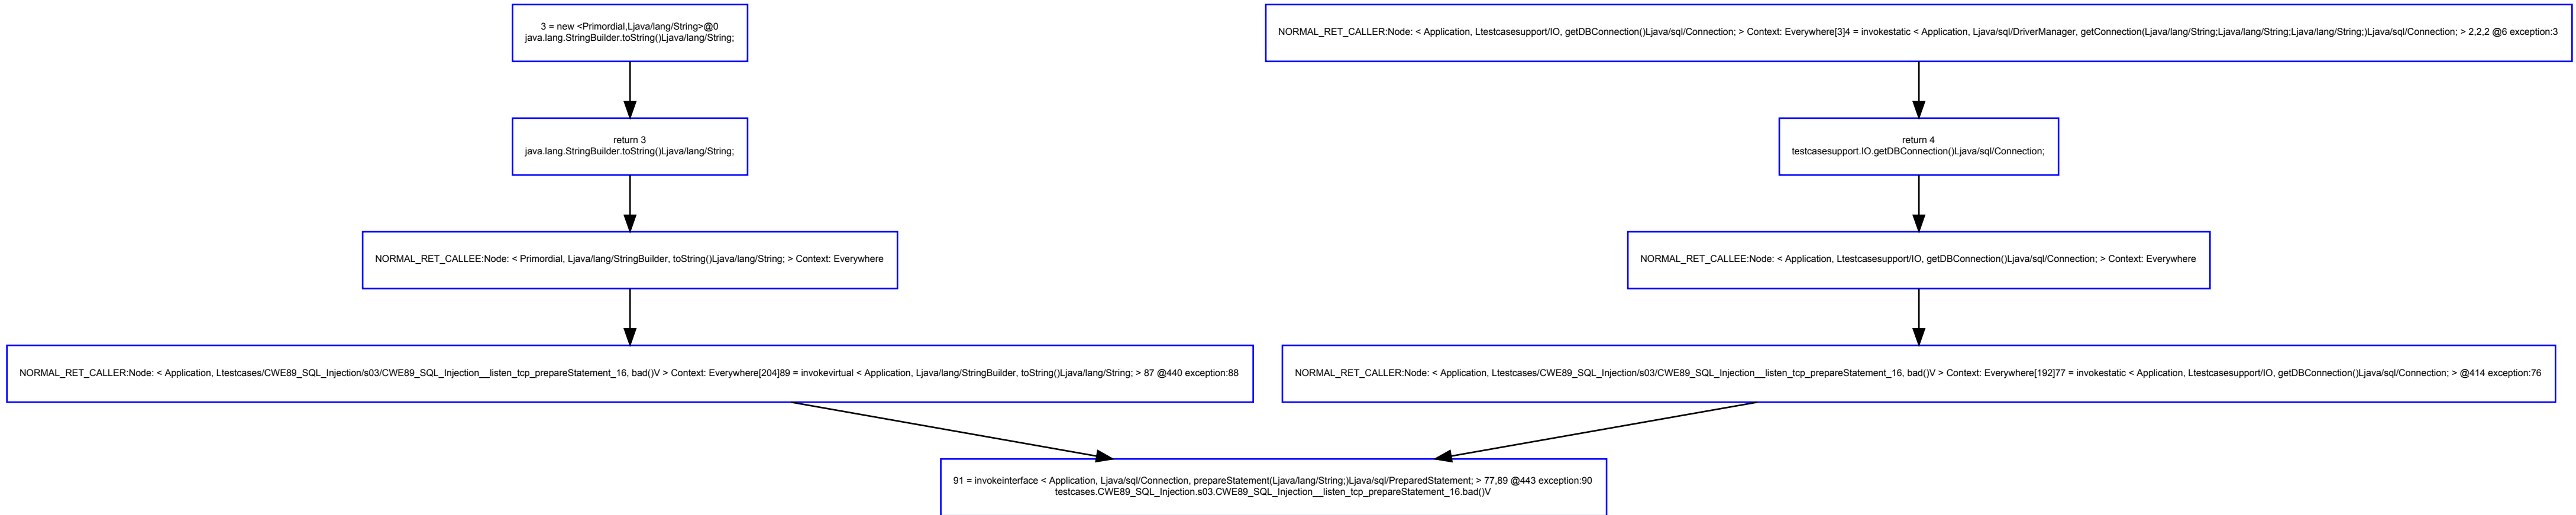 3 = new <Primordial,Ljava/lang/String>@0
java.lang.StringBuilder.toString()Ljava/lang/String;
NORMAL_RET_CALLER:Node: < Application, Ltestcasesupport/IO, getDBConnection()Ljava/sql/Connection; > Context: Everywhere[3]4 = invokestatic < Application, Ljava/sql/DriverManager, getConnection(Ljava/lang/String;Ljava/lang/String;Ljava/lang/String;)Ljava/sql/Connection; > 2,2,2 @6 exception:3
return 3
java.lang.StringBuilder.toString()Ljava/lang/String;
return 4
testcasesupport.IO.getDBConnection()Ljava/sql/Connection;
NORMAL_RET_CALLEE:Node: < Primordial, Ljava/lang/StringBuilder, toString()Ljava/lang/String; > Context: Everywhere
NORMAL_RET_CALLEE:Node: < Application, Ltestcasesupport/IO, getDBConnection()Ljava/sql/Connection; > Context: Everywhere
NORMAL_RET_CALLER:Node: < Application, Ltestcases/CWE89_SQL_Injection/s03/CWE89_SQL_Injection__listen_tcp_prepareStatement_16, bad()V > Context: Everywhere[204]89 = invokevirtual < Application, Ljava/lang/StringBuilder, toString()Ljava/lang/String; > 87 @440 exception:88
NORMAL_RET_CALLER:Node: < Application, Ltestcases/CWE89_SQL_Injection/s03/CWE89_SQL_Injection__listen_tcp_prepareStatement_16, bad()V > Context: Everywhere[192]77 = invokestatic < Application, Ltestcasesupport/IO, getDBConnection()Ljava/sql/Connection; > @414 exception:76
91 = invokeinterface < Application, Ljava/sql/Connection, prepareStatement(Ljava/lang/String;)Ljava/sql/PreparedStatement; > 77,89 @443 exception:90
testcases.CWE89_SQL_Injection.s03.CWE89_SQL_Injection__listen_tcp_prepareStatement_16.bad()V